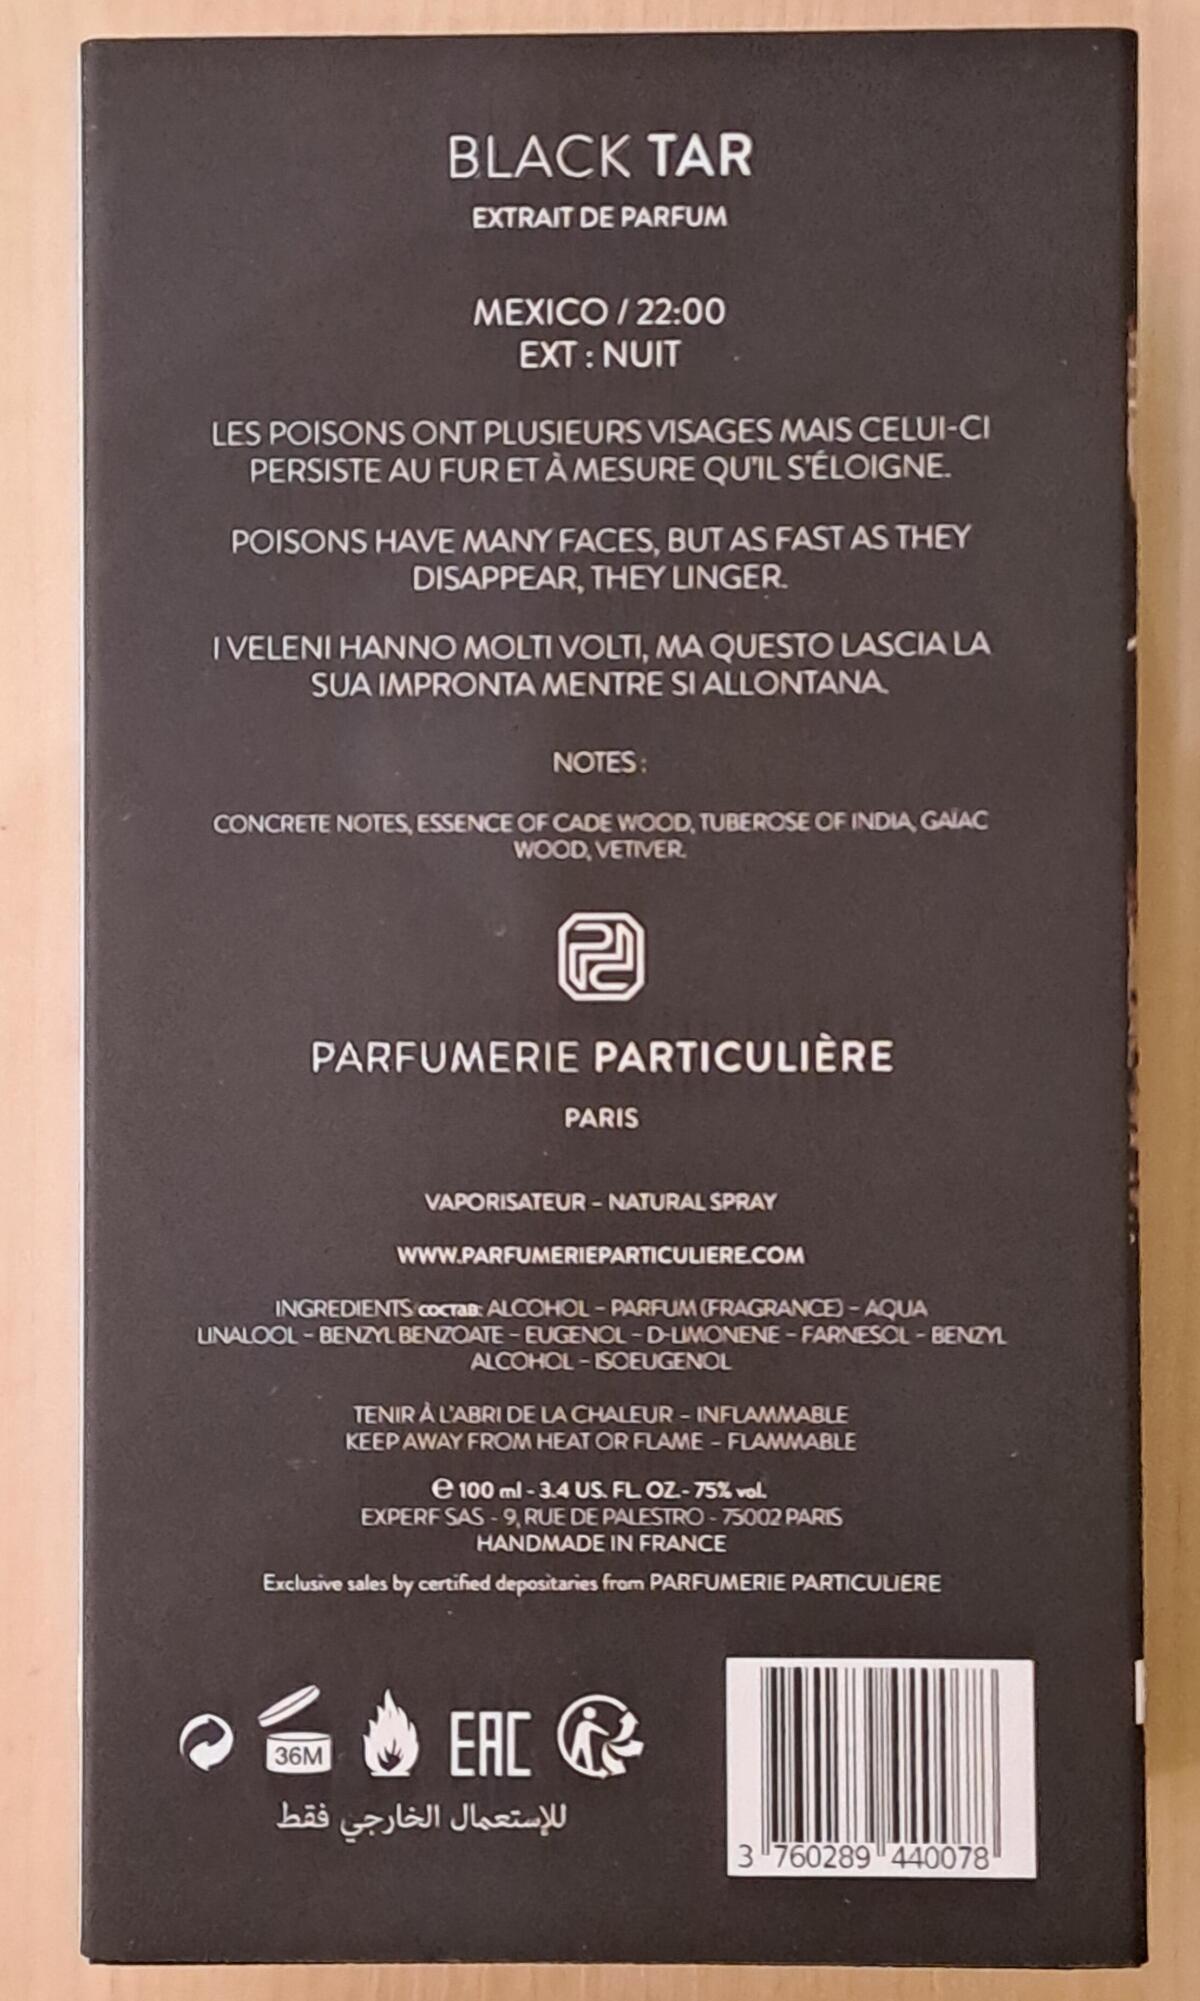 BLACK TAR
EXTRAIT DE PARFUM
MEXICO / 22:00
EXT : NUIT
LES POISONS ONT PLUSIEURS VISAGES MAIS CELUI-CI
PERSISTE AU FUR ET À MESURE QU'IL S'ÉLOIGNE.
POISONS HAVE MANY FACES, BUT AS FAST AS THEY
DISAPPEAR, THEY LINGER.
I VELENI HANNO MOLTI VOLTI, MA QUESTO LASCIA LA
SUA IMPRONTA MENTRE SI ALLONTANA.
NOTES :
CONCRETE NOTES, ESSENCE OF CADE WOOD, TUBEROSE OF INDIA, GAÏAC
WOOD, VETIVER.
PARFUMERIE PARTICULIÈRE
PARIS
VAPORISATEUR - NATURAL SPRAY
WWW.PARFUMERIEPARTICULIERE.COM
INGREDIENTS состав: ALCOHOL - PARFUM (FRAGRANCE) - AQUA
LINALOOL - BENZYL BENZOATE - EUGENOL - D-LIMONENE - FARNESOL - BENZYL
ALCOHOL - ISOEUGENOL
TENIR À L'ABRI DE LA CHALEUR - INFLAMMABLE
KEEP AWAY FROM HEAT OR FLAME - FLAMMABLE
℮ 100 ml - 3.4 US. FL. OZ. - 75% vol.
EXPERF SAS - 9, RUE DE PALESTRO - 75002 PARIS
HANDMADE IN FRANCE
Exclusive sales by certified depositaries from PARFUMERIE PARTICULIERE
36M
EAC
للإستعمال الخارجي فقط
3 760289 440078